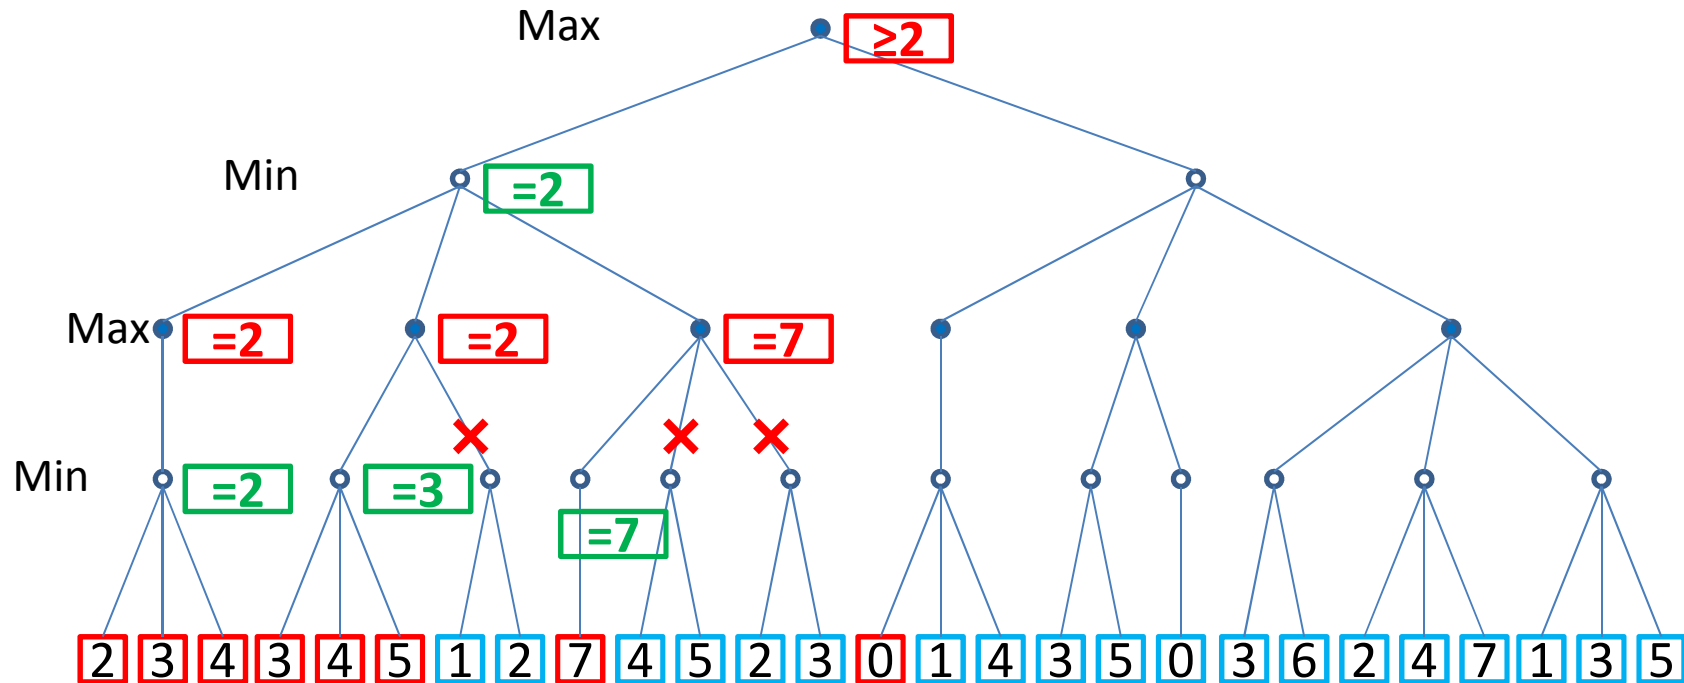 Max ≥2
Min =2
Max =2 =2 =7
Min =2 =3
=7
2 3 4 3 4 5 1 2 7 4 5 2 3 0 1 4 3 5 0 3 6 2 4 7 1 3 5